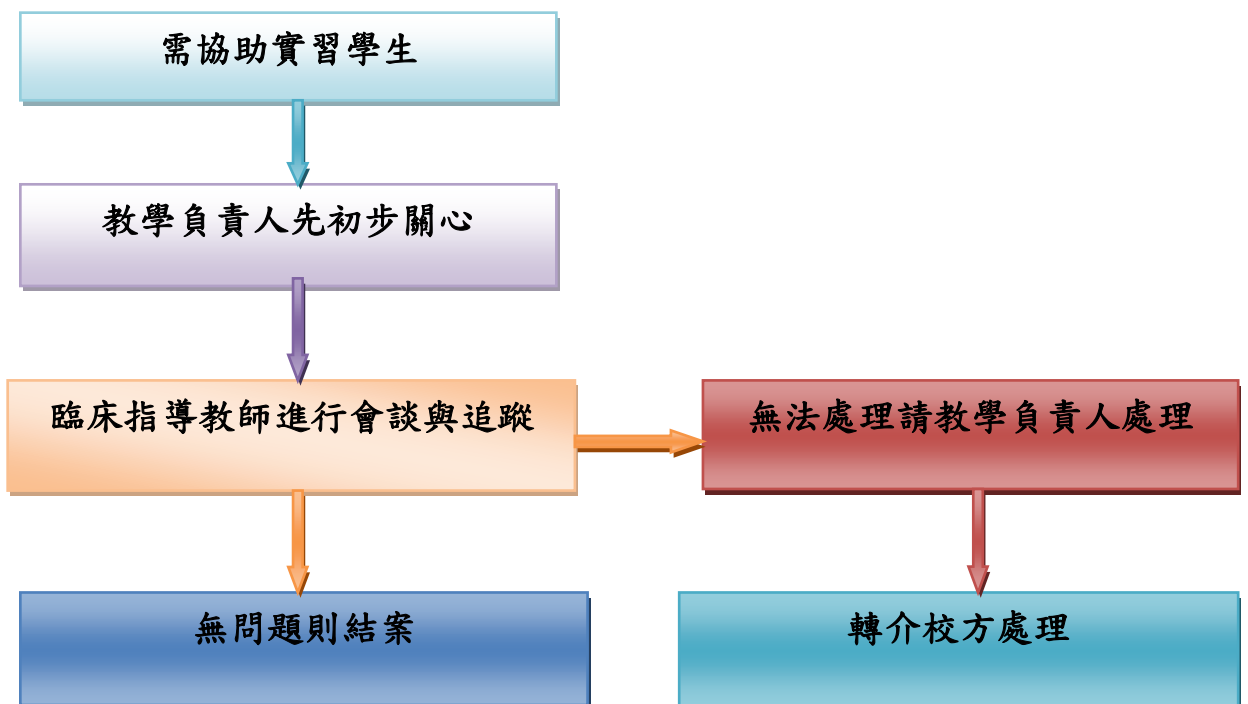 需協助實習學生
教學負責人先初步關心
臨床指導教師進行會談與追蹤
無法處理請教學負責人處理
無問題則結案
轉介校方處理